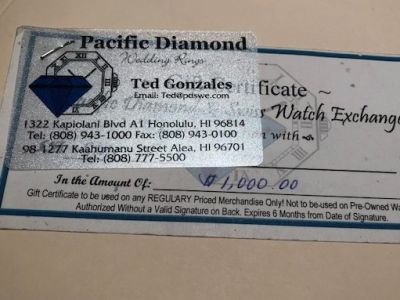 Pacific Diamond
Wedding Rings
Ted Gonzales
Email: Ted@pdswe.com
1322 Kapiolani Blvd A1 Honolulu, HI 96814
Tel: (808) 943-1000 Fax: (808) 943-0100
98-1277 Kaahumanu Street Aiea, HI 96701
Tel: (808) 777-5500
Certificate ~
Swiss Watch Exchange
with
In the Amount Of: $1,000.00
Gift Certificate to be used on any REGULARY Priced Merchandise Only! Not to be used on Pre-Owned
Authorized Without a Valid Signature on Back. Expires 6 Months from Date of Signature.